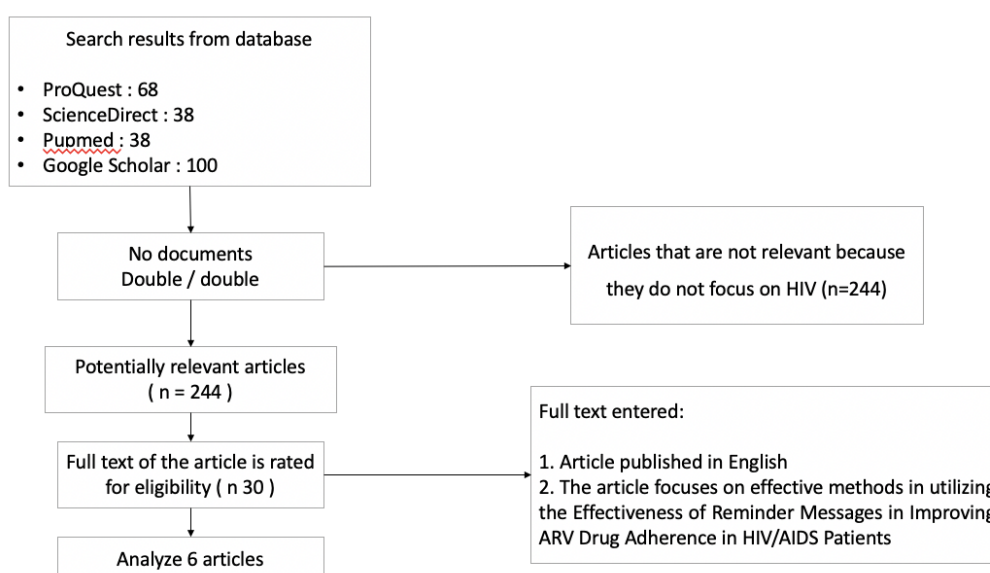 Search results from database
• ProQuest : 68
• ScienceDirect : 38
• Pupmed : 38
• Google Scholar : 100
No documents
Double / double
Articles that are not relevant because
they do not focus on HIV (n=244)
Potentially relevant articles
( n = 244 )
Full text of the article is rated
for eligibility ( n 30 )
Full text entered:
1. Article published in English
2. The article focuses on effective methods in utilizing
the Effectiveness of Reminder Messages in Improving
ARV Drug Adherence in HIV/AIDS Patients
Analyze 6 articles